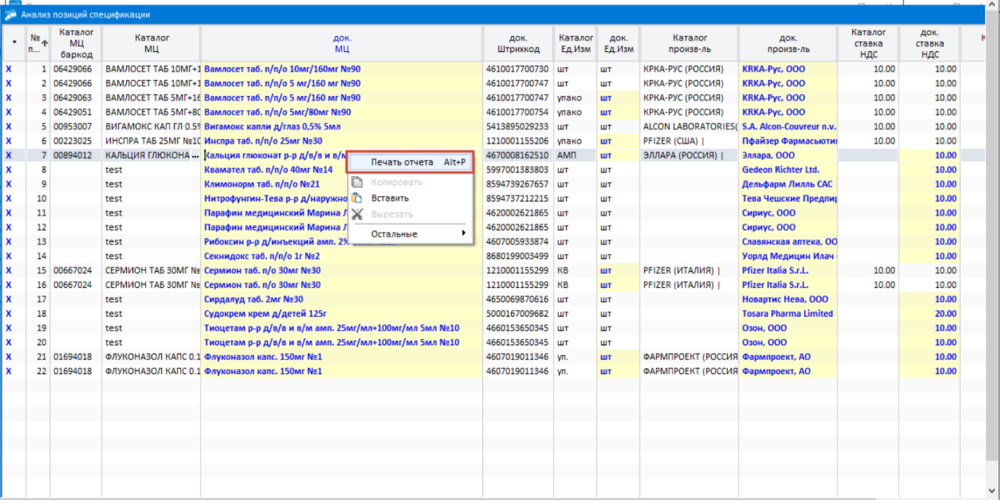 Анализ позиций спецификации
• № п... Каталог МЦ баркод Каталог МЦ док. МЦ док. Штрихкод Каталог Ед.Изм док. Ед.Изм Каталог произв-ль док. произв-ль Каталог ставка НДС док. ставка НДС
X 1 06429066 ВАМЛОСЕТ ТАБ 10МГ+1 Вамлосет таб. п/п/о 10мг/160мг №90 4610017700730 шт шт КРКА-РУС (РОССИЯ) KRKA-Рус, ООО 10.00 10.00
X 2 06429066 ВАМЛОСЕТ ТАБ 10МГ+1 Вамлосет таб. п/п/о 5 мг/160 мг №90 4610017700747 шт шт КРКА-РУС (РОССИЯ) KRKA-Рус, ООО 10.00 10.00
X 3 06429063 ВАМЛОСЕТ ТАБ 5МГ+16 Вамлосет таб. п/п/о 5 мг/160 мг №90 4610017700747 упако шт КРКА-РУС (РОССИЯ) KRKA-Рус, ООО 10.00 10.00
X 4 06429051 ВАМЛОСЕТ ТАБ 5МГ+80 Вамлосет таб. п/п/о 5мг/80мг №90 4610017700754 упако шт КРКА-РУС (РОССИЯ) KRKA-Рус, ООО 10.00 10.00
X 5 00953007 ВИГАМОКС КАП ГЛ 0.5% Вигамокс капли д/глаз 0,5% 5мл 5413895029233 шт шт ALCON LABORATORIES( S.A. Alcon-Couvreur n.v. 10.00 10.00
X 6 00223025 ИНСПРА ТАБ 25МГ №10 Инспра таб. п/п/о 25мг №30 1210001155206 упако шт PFIZER (США) | Пфайзер Фармасьюти 10.00 10.00
X 7 00894012 КАЛЬЦИЯ ГЛЮКОНА ... Кальция глюконат р-р д/в/в и в/м 4670008162510 АМП шт ЭЛЛАРА (РОССИЯ) | Эллара, ООО 10.00
Печать отчета Alt+P
X 8 test Квамател таб. п/п/о 40мг №14 5997001383803 шт шт Gedeon Richter Ltd. 10.00
X 9 test Климонорм таб. п/п/о №21 8594739267657 шт шт Дельфарм Лилль САС 10.00
Копировать
X 10 test Нитрофунгин-Тева р-р д/наружно 8594737212215 шт шт Тева Чешские Предпи 10.00
Вставить
X 11 test Парафин медицинский Марина Л 4620002621865 шт шт Сириус, ООО 10.00
Вырезать
X 12 test Парафин медицинский Марина Л 4620002621865 шт шт Сириус, ООО 10.00
Остальные
X 13 test Рибоксин р-р д/инъекций амп. 2% 4607005933874 шт шт Славянская аптека, ОО 10.00
X 14 test Секнидокс таб. п/п/о 1г №2 8680199003499 шт шт Уорлд Медицин Илач 10.00
X 15 00667024 СЕРМИОН ТАБ 30МГ № Сермион таб. п/о 30мг №30 1210001155299 КВ шт PFIZER (ИТАЛИЯ) | Pfizer Italia S.r.L. 10.00 10.00
X 16 00667024 СЕРМИОН ТАБ 30МГ № Сермион таб. п/о 30мг №30 1210001155299 КВ шт PFIZER (ИТАЛИЯ) | Pfizer Italia S.r.L. 10.00 10.00
X 17 test Сирдалуд таб. 2мг №30 4650069870616 шт шт Новартис Нева, ООО 10.00
X 18 test Судокрем крем д/детей 125г 5000167009682 шт шт Tosara Pharma Limited 20.00
X 19 test Тиоцетам р-р д/в/в и в/м амп. 25мг/мл+100мг/мл 5мл №10 4660153650345 шт шт Озон, ООО 10.00
X 20 test Тиоцетам р-р д/в/в и в/м амп. 25мг/мл+100мг/мл 5мл №10 4660153650345 шт шт Озон, ООО 10.00
X 21 01694018 ФЛУКОНАЗОЛ КАПС 0.1 Флуконазол капс. 150мг №1 4607019011346 уп. шт ФАРМПРОЕКТ (РОССИЯ Фармпроект, АО 10.00
X 22 01694018 ФЛУКОНАЗОЛ КАПС 0.1 Флуконазол капс. 150мг №1 4607019011346 уп. шт ФАРМПРОЕКТ (РОССИЯ Фармпроект, АО 10.00